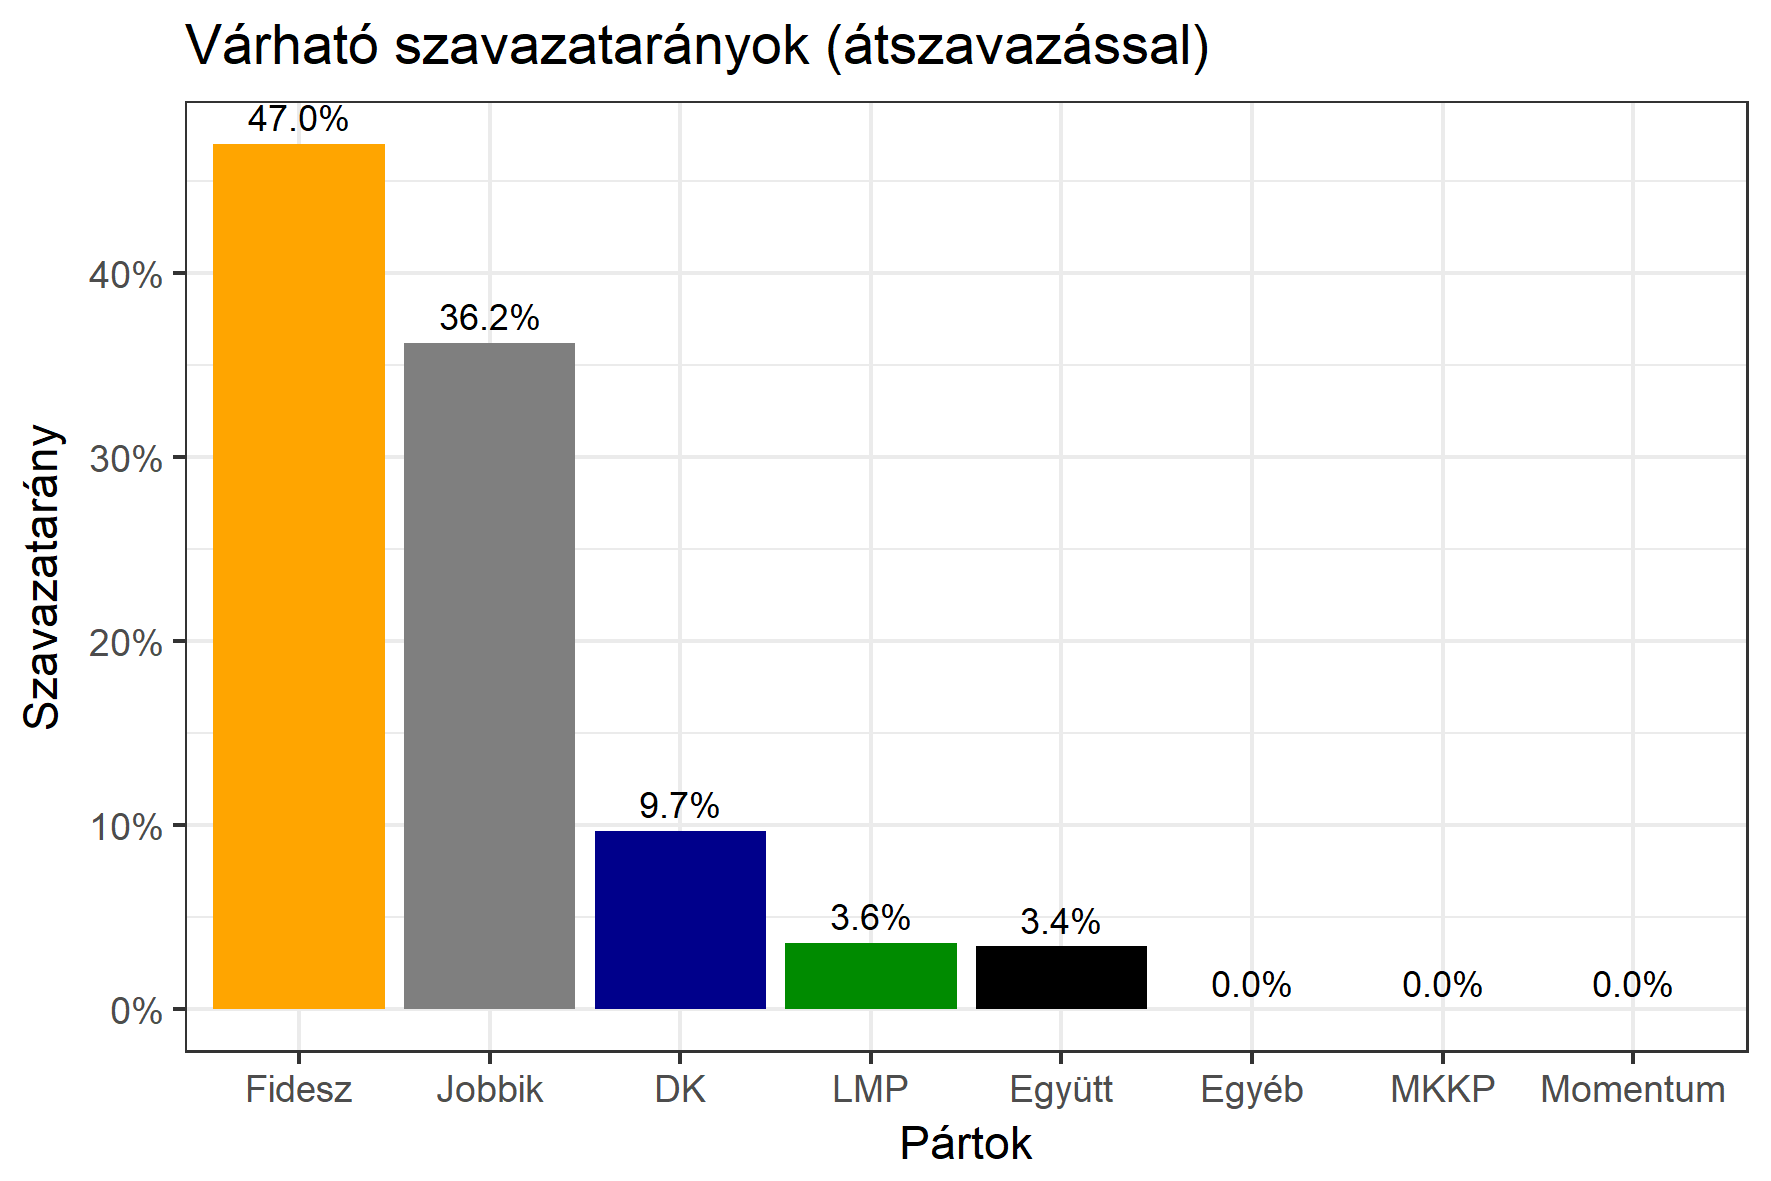 Várható szavazatarányok (átszavazással)
47.0%
36.2%
9.7%
3.6%
3.4%
0.0%
0.0%
0.0%
40%
30%
20%
10%
0%
Szavazatarány
Fidesz
Jobbik
DK
LMP
Együtt
Egyéb
MKKP
Momentum
Pártok